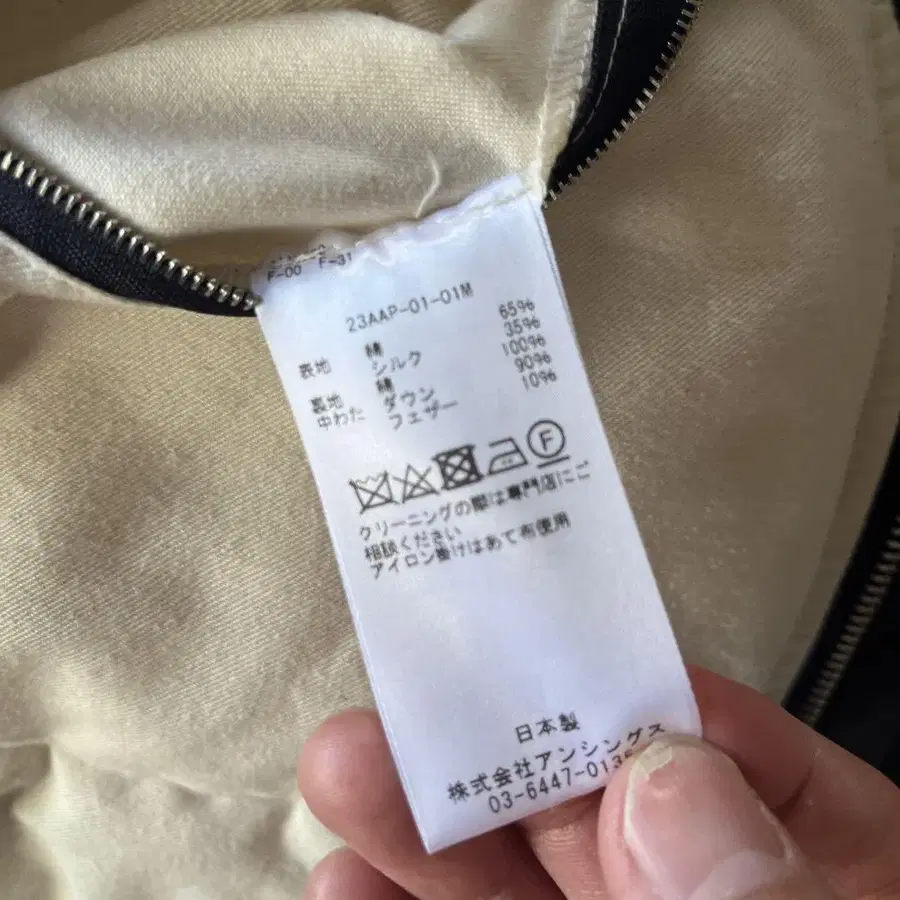 F-00 F-31
23AAP-01-01M
表地 綿 65%
シルク 35%
裏地 綿 100%
中わた ダウン 90%
フェザー 10%
F
クリーニングの際は専門店にご
相談ください
アイロン掛けはあて布使用
日本製
株式会社アンシングス
03-6447-0135